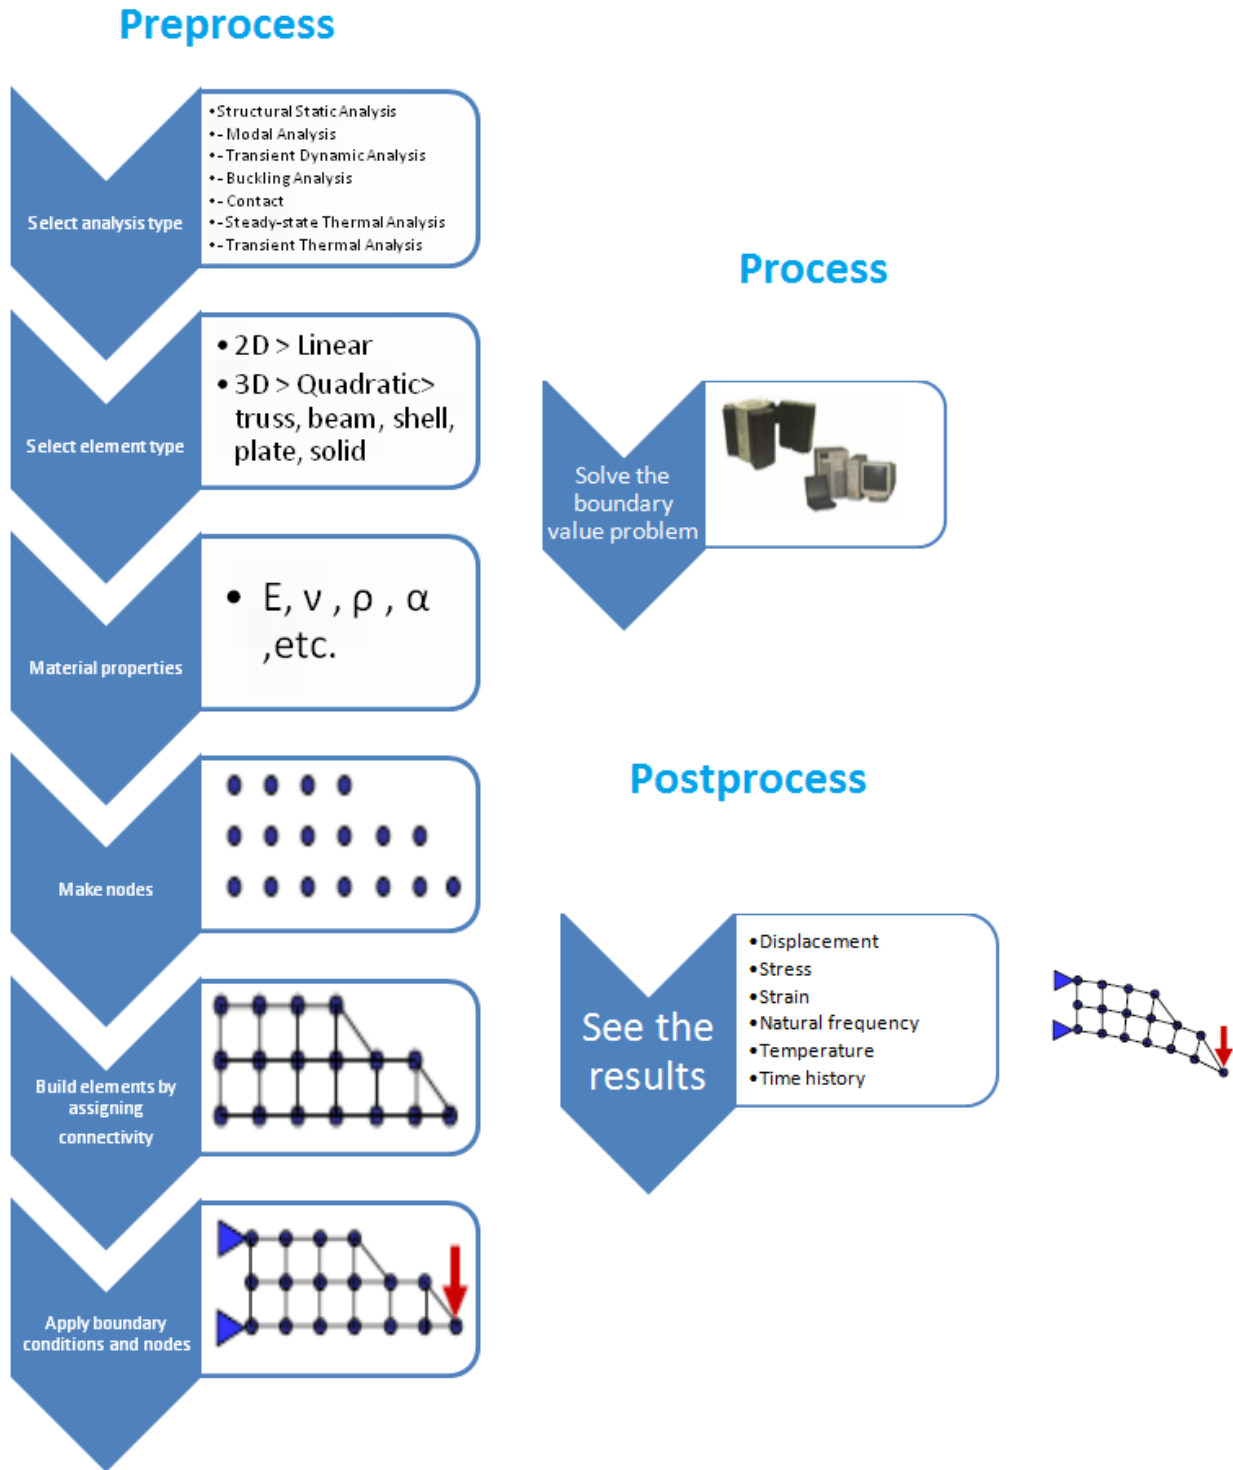 Preprocess
Select analysis type
•Structural Static Analysis
•- Modal Analysis
•- Transient Dynamic Analysis
•- Buckling Analysis
•- Contact
•-Steady-state Thermal Analysis
•- Transient Thermal Analysis
Select element type
• 2D > Linear
• 3D > Quadratic>
truss, beam, shell,
plate, solid
Material properties
• E, ν , ρ , α
,etc.
Make nodes
Build elements by
assigning
connectivity
Apply boundary
conditions and nodes
Process
Solve the
boundary
value problem
Postprocess
See the
results
•Displacement
•Stress
•Strain
•Natural frequency
•Temperature
•Time history